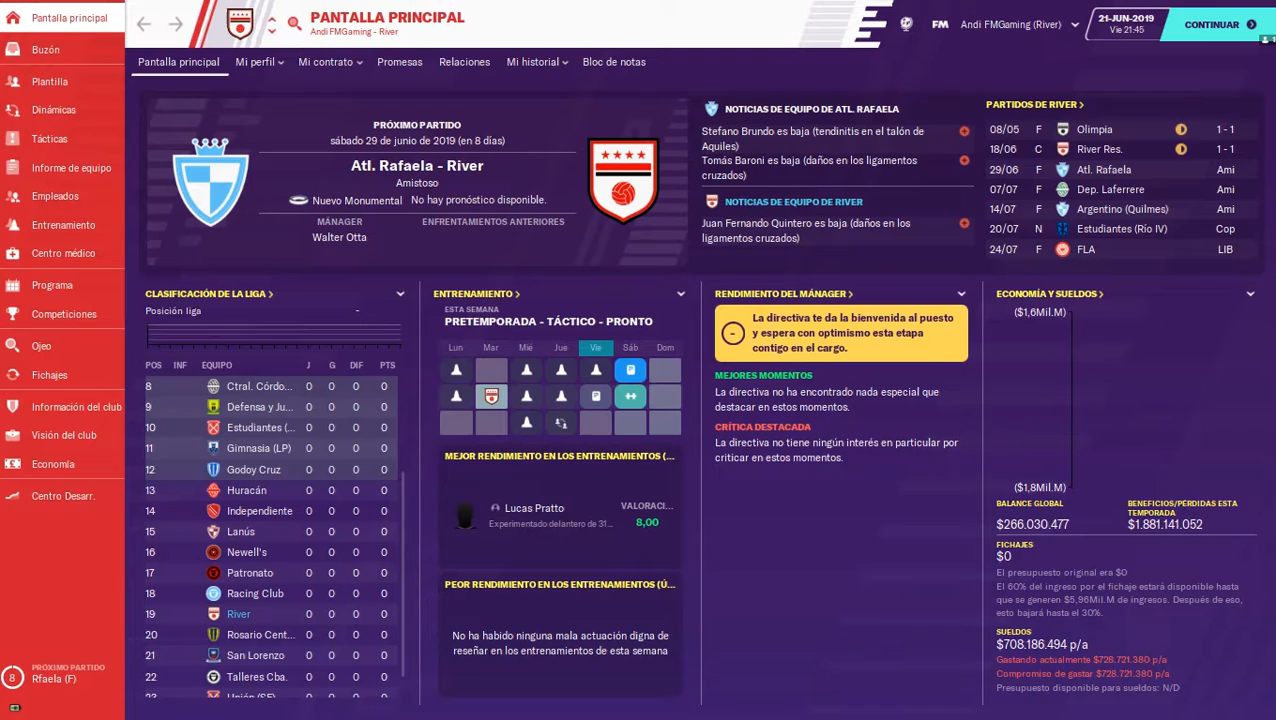 Pantalla principal
Buzón
Plantilla
Dinámicas
Tácticas
Informe de equipo
Empleados
Entrenamiento
Centro médico
Programa
Competiciones
Ojeo
Fichajes
Información del club
Visión del club
Economía
Centro Desarr.
PRÓXIMO PARTIDO
8 Rfaela (F)
PANTALLA PRINCIPAL
Andi FMGaming - River
FM Andi FMGaming (River)
21-JUN-2019
Vie 21:45
CONTINUAR
Pantalla principal Mi perfil Mi contrato Promesas Relaciones Mi historial Bloc de notas
PRÓXIMO PARTIDO
sábado 29 de junio de 2019 (en 8 días)
Atl. Rafaela - River
Amistoso
Nuevo Monumental No hay pronóstico disponible.
MÁNAGER ENFRENTAMIENTOS ANTERIORES
Walter Otta
NOTICIAS DE EQUIPO DE ATL. RAFAELA
Stefano Brundo es baja (tendinitis en el talón de
Aquiles)
Tomás Baroni es baja (daños en los ligamentos
cruzados)
NOTICIAS DE EQUIPO DE RIVER
Juan Fernando Quintero es baja (daños en los
ligamentos cruzados)
PARTIDOS DE RIVER
08/05 F Olimpia 1 - 1
18/06 C River Res. 1 - 1
29/06 F Atl. Rafaela Ami
07/07 F Dep. Laferrere Ami
14/07 F Argentino (Quilmes) Ami
20/07 N Estudiantes (Río IV) Cop
24/07 F FLA LIB
CLASIFICACIÓN DE LA LIGA
Posición liga -
POS INF EQUIPO J G DIF PTS
8 Ctral. Córdo... 0 0 0 0
9 Defensa y Ju... 0 0 0 0
10 Estudiantes (... 0 0 0 0
11 Gimnasia (LP) 0 0 0 0
12 Godoy Cruz 0 0 0 0
13 Huracán 0 0 0 0
14 Independiente 0 0 0 0
15 Lanús 0 0 0 0
16 Newell's 0 0 0 0
17 Patronato 0 0 0 0
18 Racing Club 0 0 0 0
19 River 0 0 0 0
20 Rosario Cent... 0 0 0 0
21 San Lorenzo 0 0 0 0
22 Talleres Cba. 0 0 0 0
23 Unión (SF) 0 0 0 0
ENTRENAMIENTO
ESTA SEMANA
PRETEMPORADA - TÁCTICO - PRONTO
Lun Mar Mié Jue Vie Sáb Dom
MEJOR RENDIMIENTO EN LOS ENTRENAMIENTOS (...
Lucas Pratto VALORACI...
Experimentado delantero de 31... 8,00
PEOR RENDIMIENTO EN LOS ENTRENAMIENTOS (Ú...
No ha habido ninguna mala actuación digna de
reseñar en los entrenamientos de esta semana
RENDIMIENTO DEL MÁNAGER
La directiva te da la bienvenida al puesto
y espera con optimismo esta etapa
contigo en el cargo.
MEJORES MOMENTOS
La directiva no ha encontrado nada especial que
destacar en estos momentos.
CRÍTICA DESTACADA
La directiva no tiene ningún interés en particular por
criticar en estos momentos.
ECONOMÍA Y SUELDOS
($1,6Mil.M)
($1,8Mil.M)
BALANCE GLOBAL
$266.030.477
BENEFICIOS/PÉRDIDAS ESTA
TEMPORADA
$1.881.141.052
FICHAJES
$0
El presupuesto original era $0
El 60% del ingreso por el fichaje estará disponible hasta
que se generen $5,96Mil.M de ingresos. Después de eso,
esto bajará hasta el 30%.
SUELDOS
$708.186.494 p/a
Gastando actualmente $728.721.380 p/a
Compromiso de gastar $728.721.380 p/a
Presupuesto disponible para sueldos: N/D